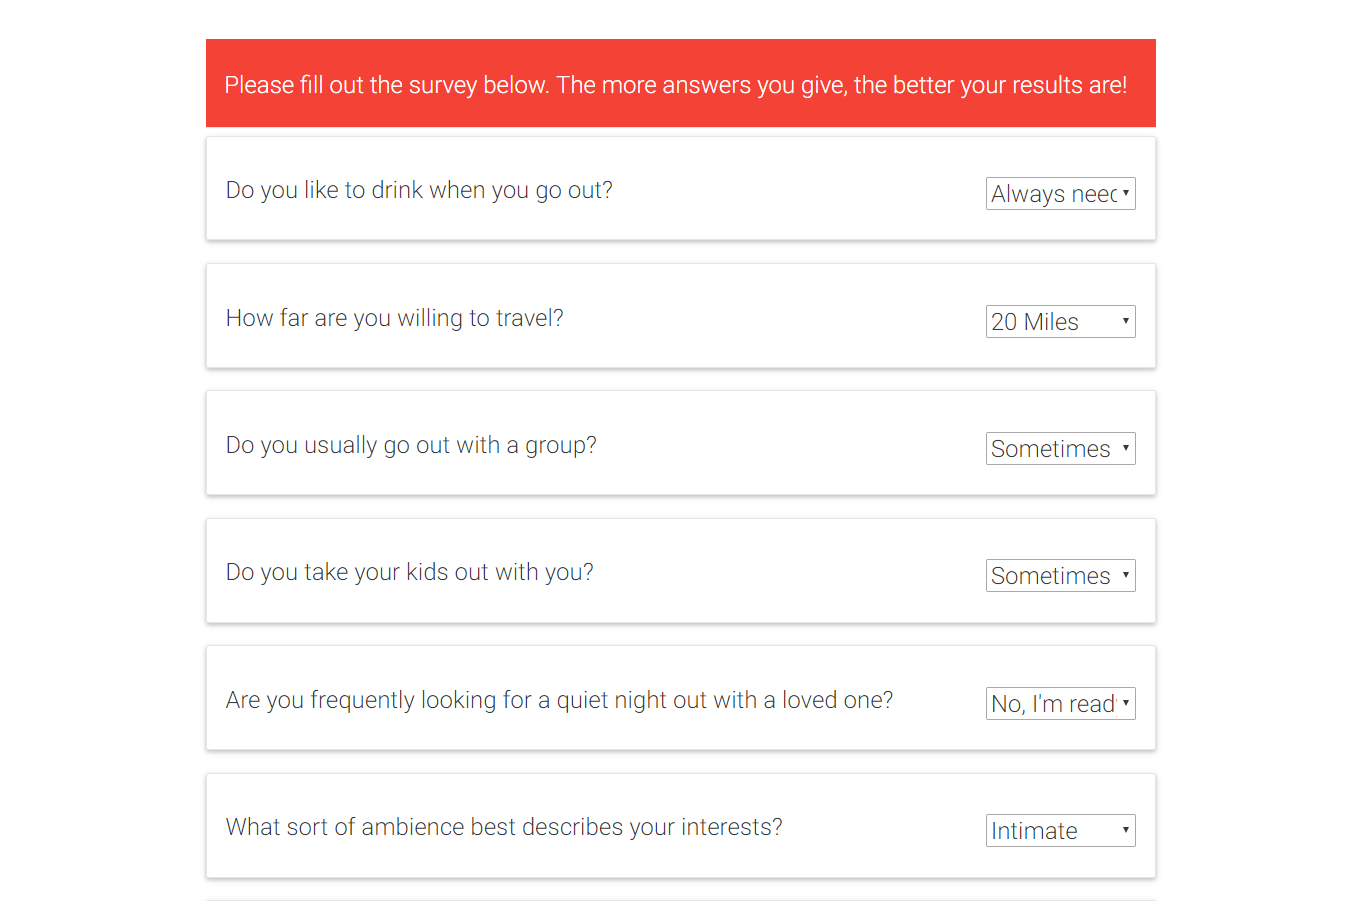 Please fill out the survey below. The more answers you give, the better your results are!
Do you like to drink when you go out?
Always
How far are you willing to travel?
20 Miles
Do you usually go out with a group?
Sometimes
Do you take your kids out with you?
Sometimes
Are you frequently looking for a quiet night out with a loved one?
No, I'm
What sort of ambience best describes your interests?
Intimate